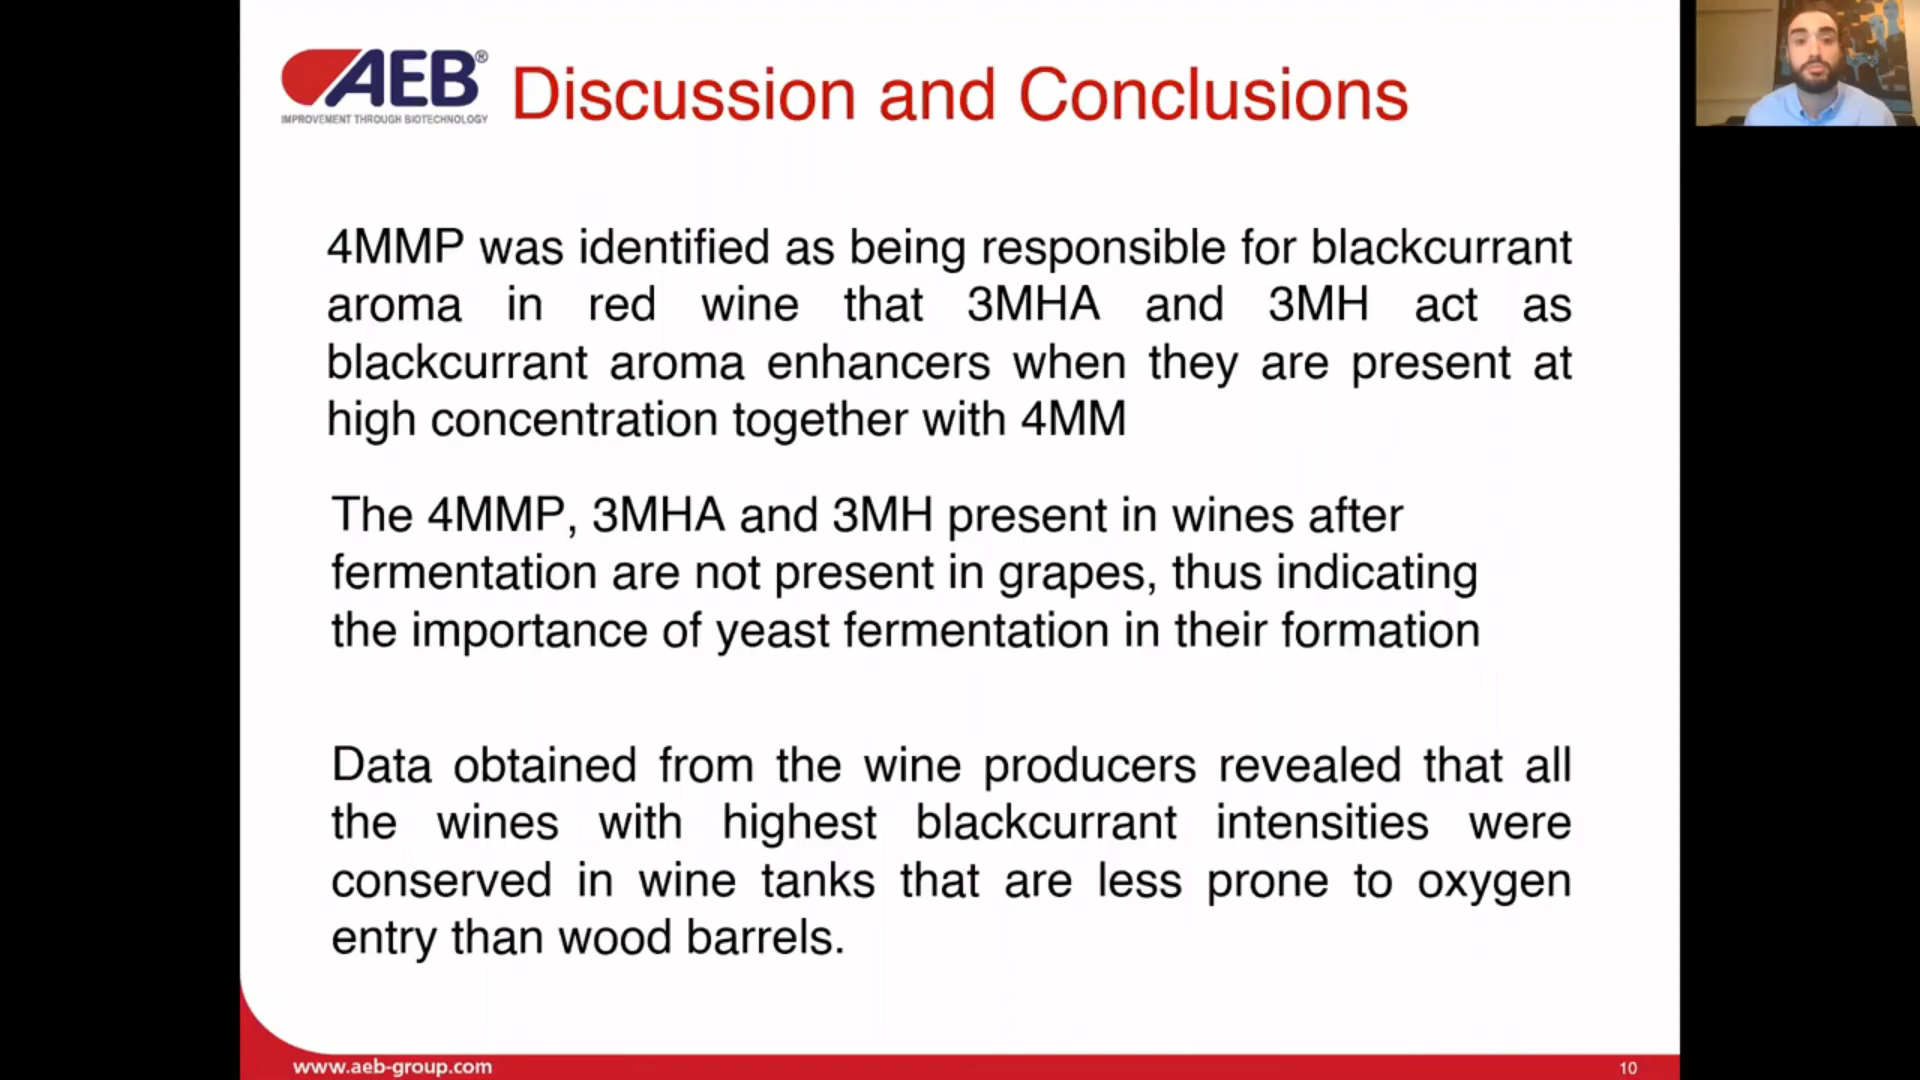 AEB®
IMPROVEMENT THROUGH BIOTECHNOLOGY
Discussion and Conclusions
4MMP was identified as being responsible for blackcurrant
aroma in red wine that 3MHA and 3MH act as
blackcurrant aroma enhancers when they are present at
high concentration together with 4MM
The 4MMP, 3MHA and 3MH present in wines after
fermentation are not present in grapes, thus indicating
the importance of yeast fermentation in their formation
Data obtained from the wine producers revealed that all
the wines with highest blackcurrant intensities were
conserved in wine tanks that are less prone to oxygen
entry than wood barrels.
www.aeb-group.com
10